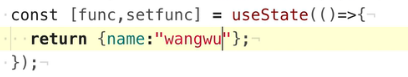 const [func,setfunc] = useState(()=>{
return {name:"wangwu"};
});